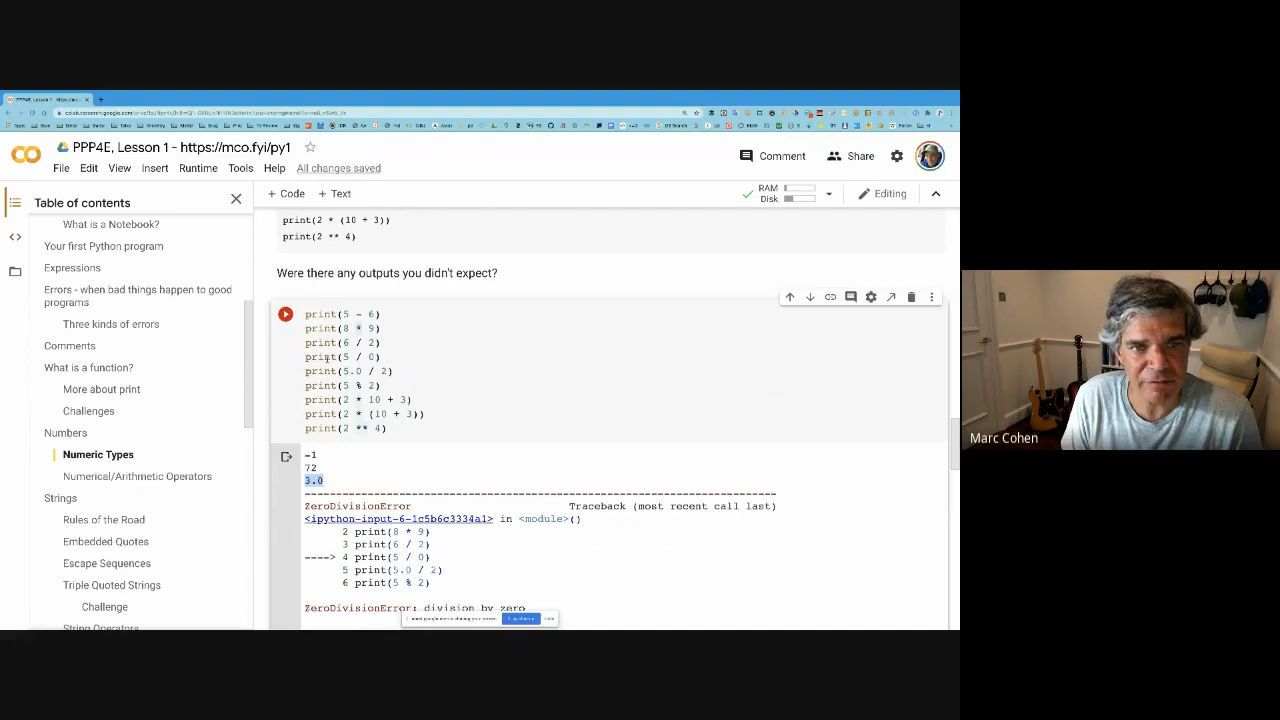 PPP4E, Lesson 1
PPP4E, Lesson 1 - https://mco.fyi/py1
File Edit View Insert Runtime Tools Help All changes saved
Comment Share
+ Code + Text
RAM
Disk
Editing
Table of contents
What is a Notebook?
Your first Python program
Expressions
Errors - when bad things happen to good
programs
Three kinds of errors
Comments
What is a function?
More about print
Challenges
Numbers
Numeric Types
Numerical/Arithmetic Operators
Strings
Rules of the Road
Embedded Quotes
Escape Sequences
Triple Quoted Strings
Challenge
String Operators
print(2 * (10 + 3))
print(2 ** 4)
Were there any outputs you didn't expect?
print(5 - 6)
print(8 * 9)
print(6 / 2)
print(5 / 0)
print(5.0 / 2)
print(5 % 2)
print(2 * 10 + 3)
print(2 * (10 + 3))
print(2 ** 4)
-1
72
3.0
ZeroDivisionError Traceback (most recent call last)
<ipython-input-6-1c5b6c3334a1> in <module>()
2 print(8 * 9)
3 print(6 / 2)
----> 4 print(5 / 0)
5 print(5.0 / 2)
6 print(5 % 2)
ZeroDivisionError: division by zero
Marc Cohen